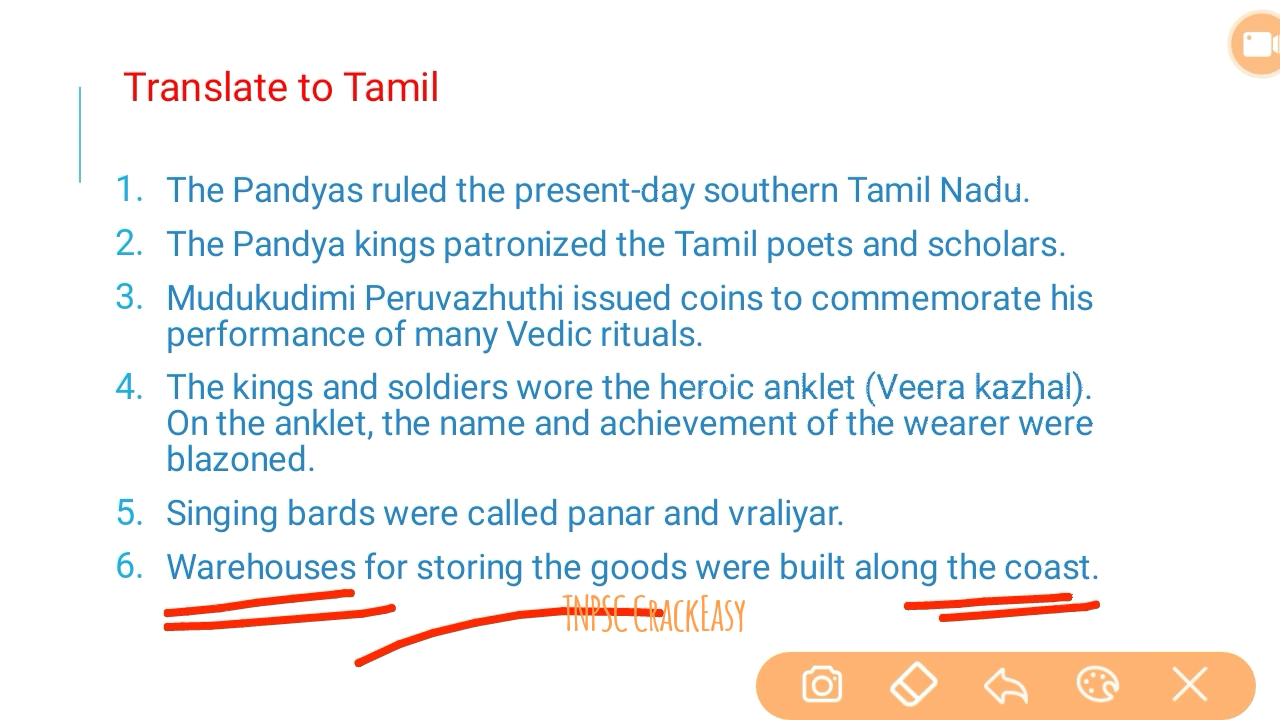 Translate to Tamil
1. The Pandyas ruled the present-day southern Tamil Nadu.
2. The Pandya kings patronized the Tamil poets and scholars.
3. Mudukudimi Peruvazhuthi issued coins to commemorate his
performance of many Vedic rituals.
4. The kings and soldiers wore the heroic anklet (Veera kazhal).
On the anklet, the name and achievement of the wearer were
blazoned.
5. Singing bards were called panar and vraliyar.
6. Warehouses for storing the goods were built along the coast.
TNPSC CRACKEASY